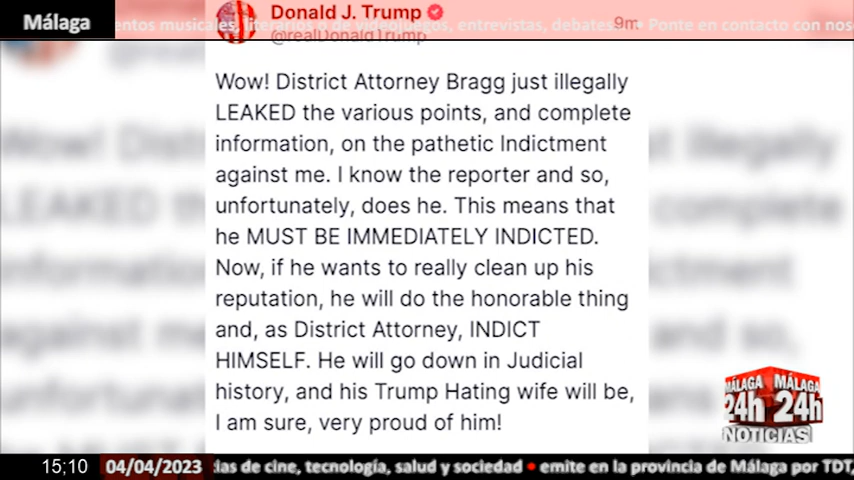 Málaga
entos musicales, literarios o de videojuegos, entrevistas, debates... • Ponte en contacto con nos
Donald J. Trump
9m
@realDonaldTrump
Wow! District Attorney Bragg just illegally
LEAKED the various points, and complete
information, on the pathetic Indictment
against me. I know the reporter and so,
unfortunately, does he. This means that
he MUST BE IMMEDIATELY INDICTED.
Now, if he wants to really clean up his
reputation, he will do the honorable thing
and, as District Attorney, INDICT
HIMSELF. He will go down in Judicial
history, and his Trump Hating wife will be,
I am sure, very proud of him!
MÁLAGA
24h
MÁLAGA
24h
NOTICIAS
15:10
04/04/2023
ias de cine, tecnología, salud y sociedad • emite en la provincia de Málaga por TDT,